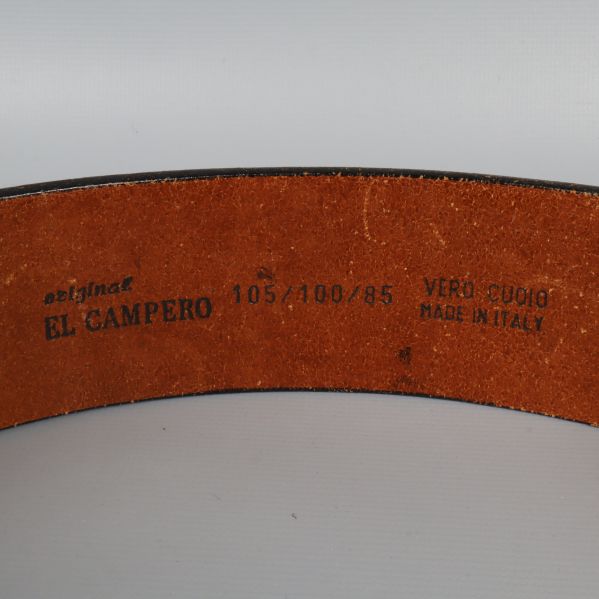 original
EL CAMPERO
105/100/85
VERO CUOIO
MADE IN ITALY